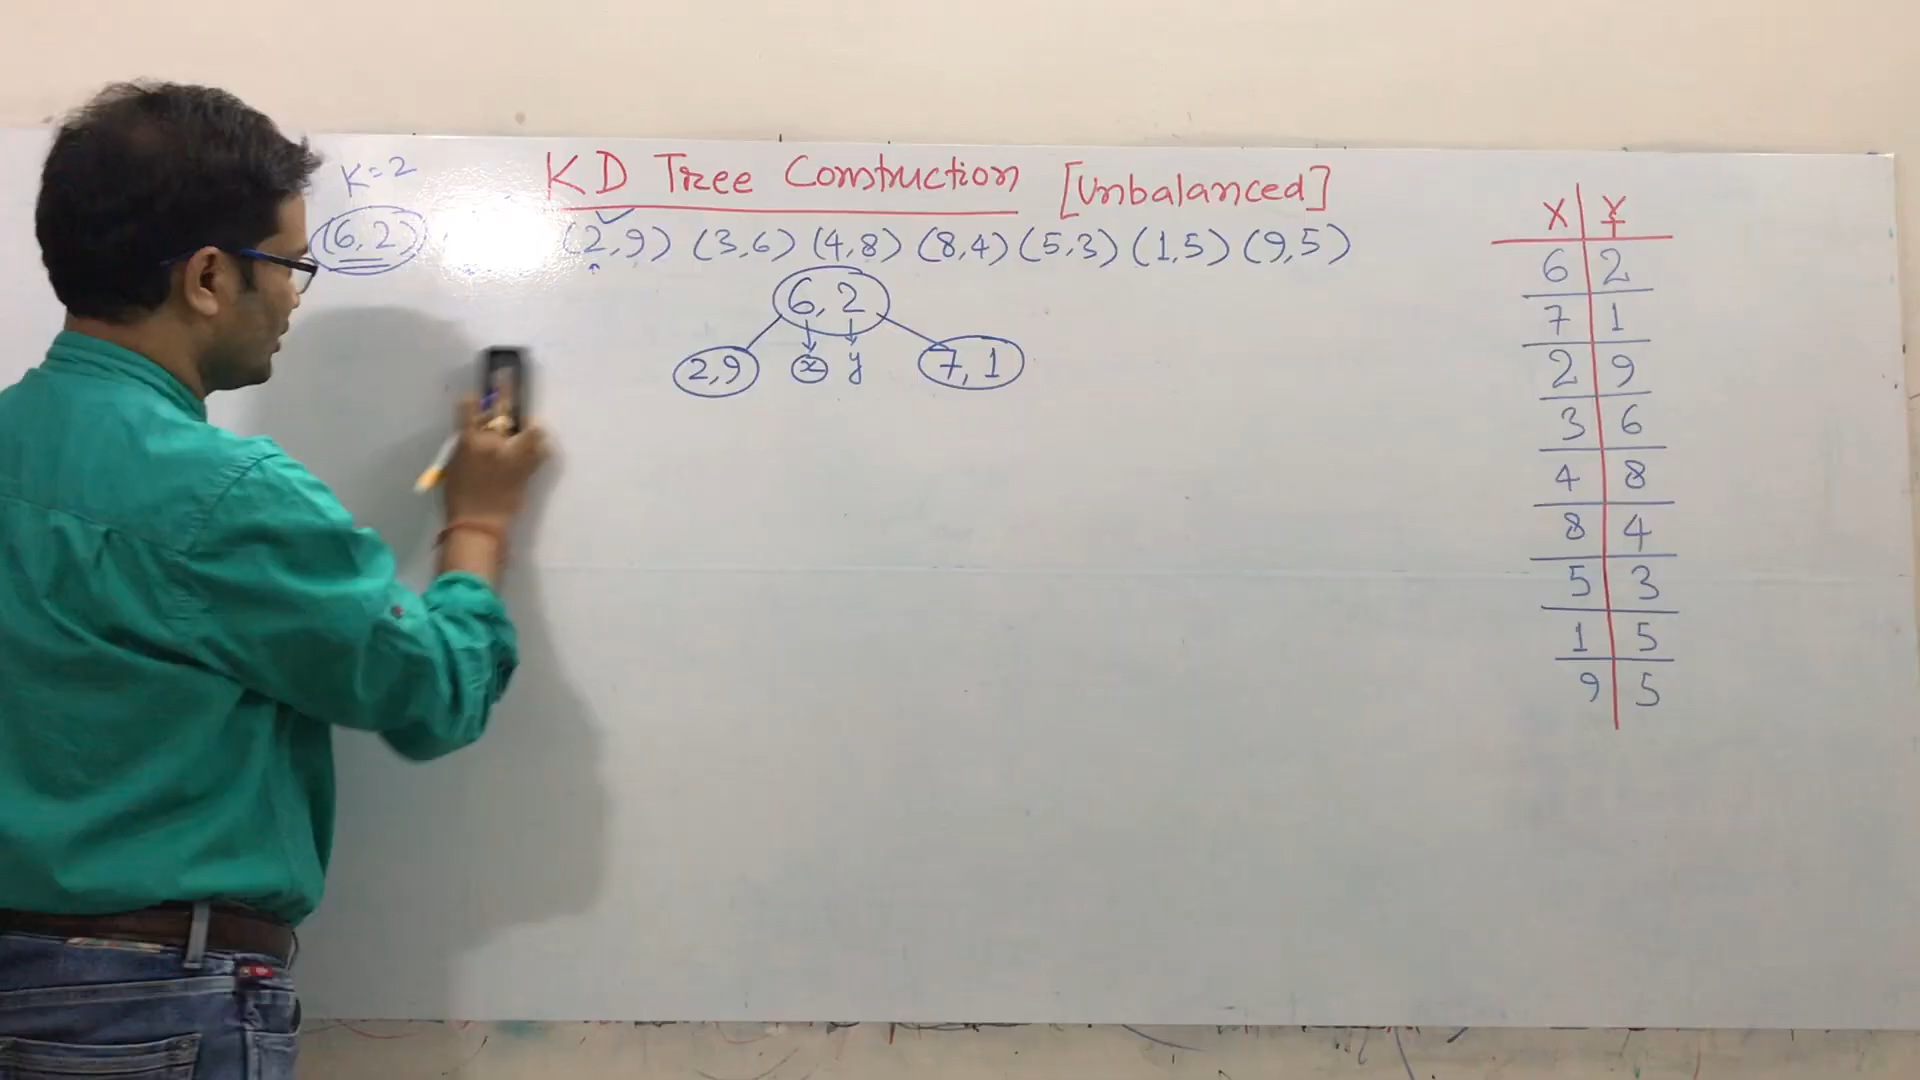 K=2
KD Tree Construction [Unbalanced]
(6,2) (2,9) (3,6) (4,8) (8,4) (5,3) (1,5) (9,5)
6,2
2,9 x y 7,1
X Y
6 2
7 1
2 9
3 6
4 8
8 4
5 3
1 5
9 5